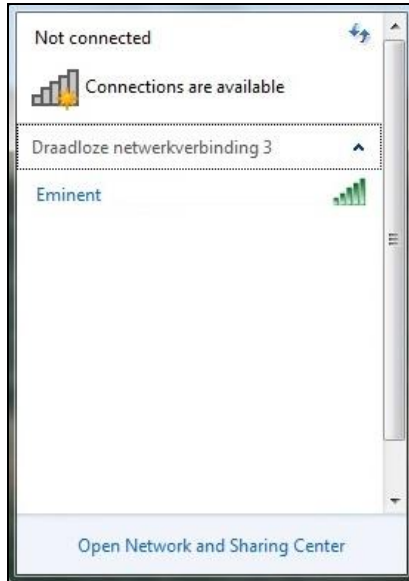 Not connected
Connections are available
Draadloze netwerkverbinding 3
Eminent
Open Network and Sharing Center